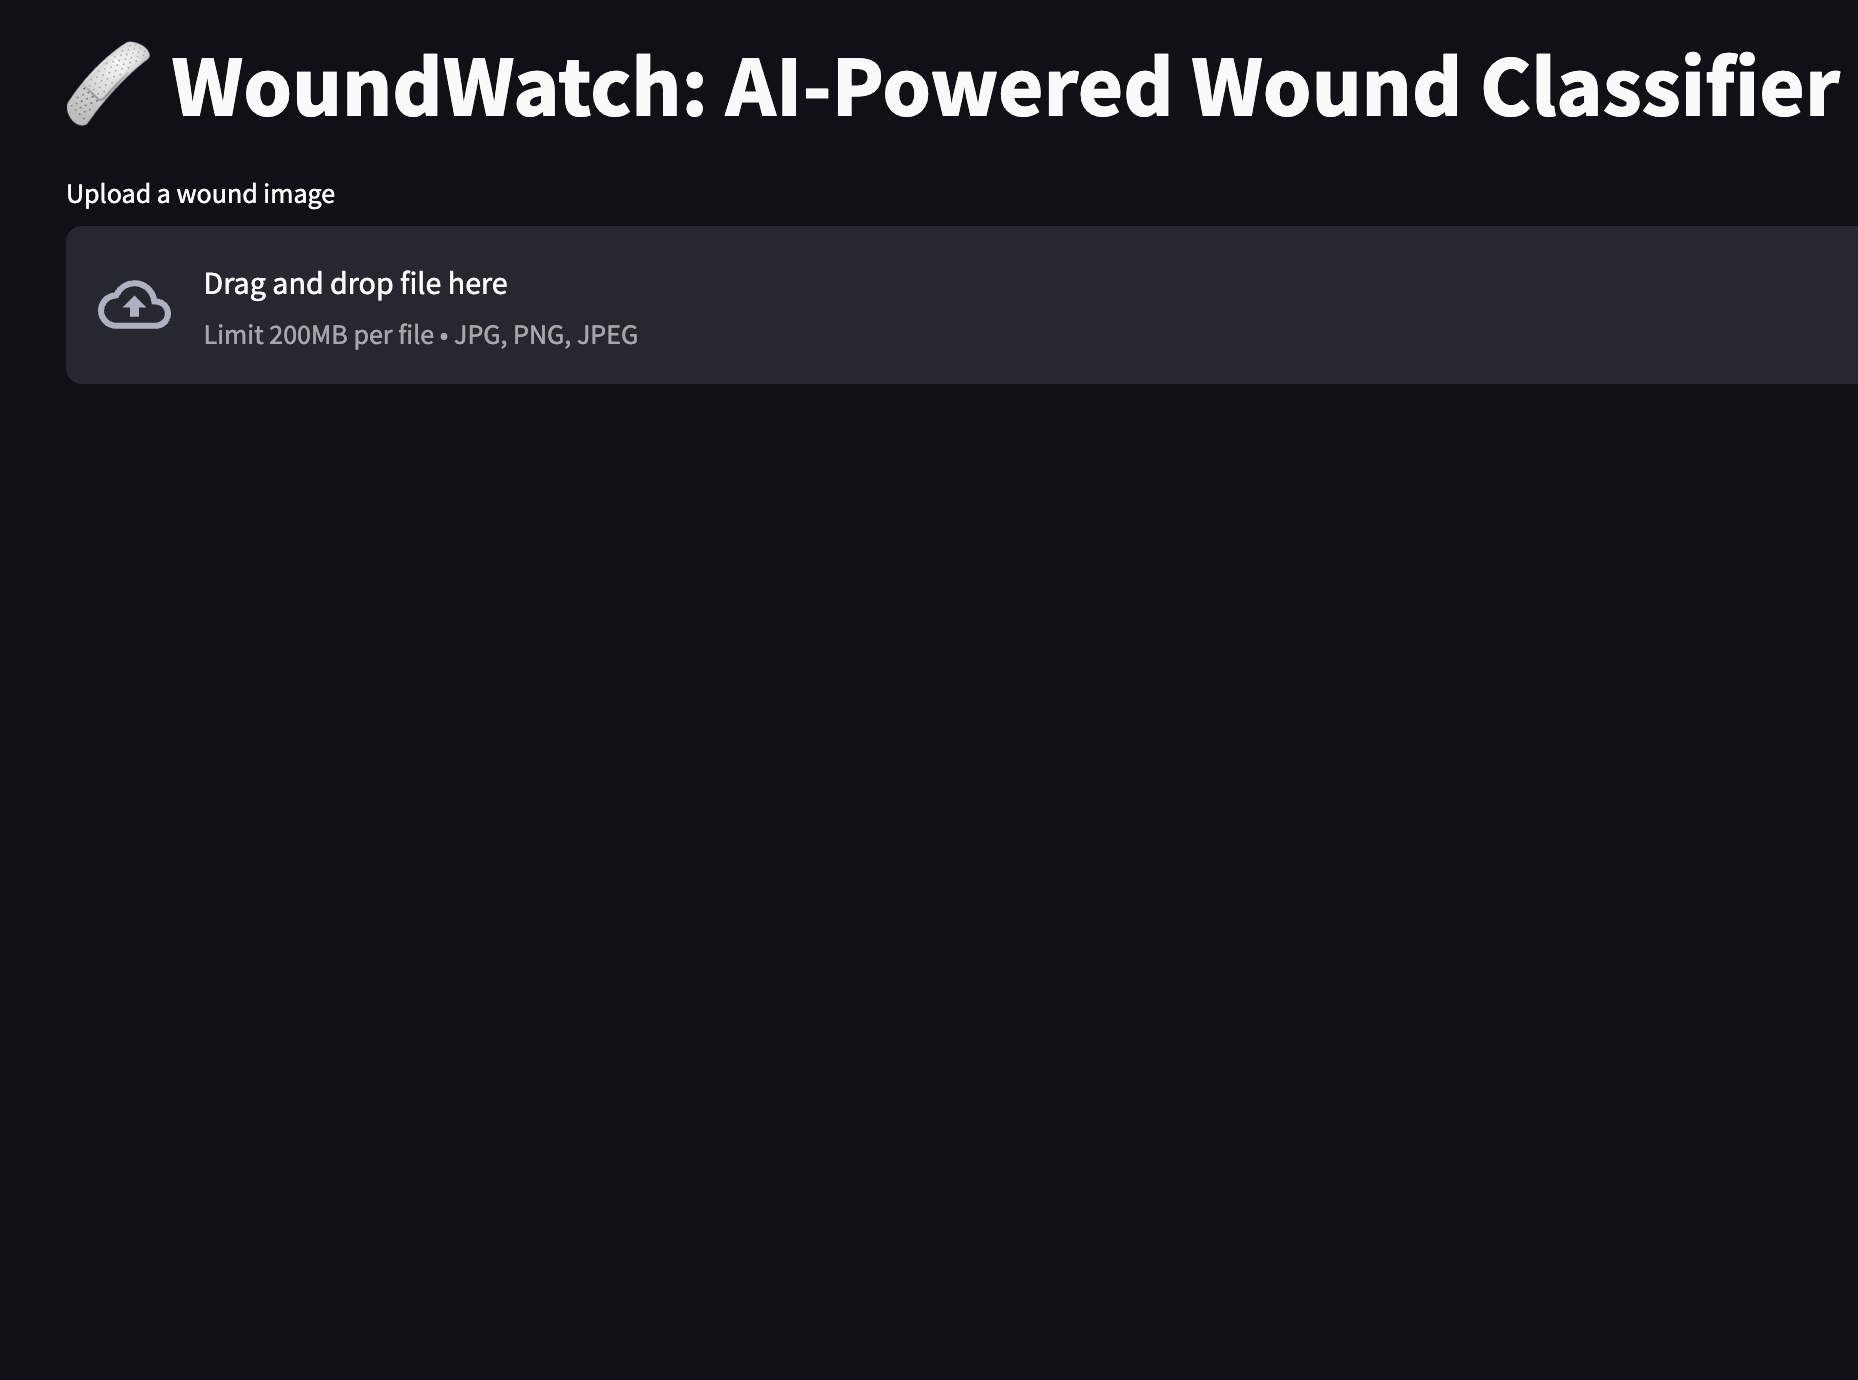 WoundWatch: AI-Powered Wound Classifier
Upload a wound image
Drag and drop file here
Limit 200MB per file • JPG, PNG, JPEG